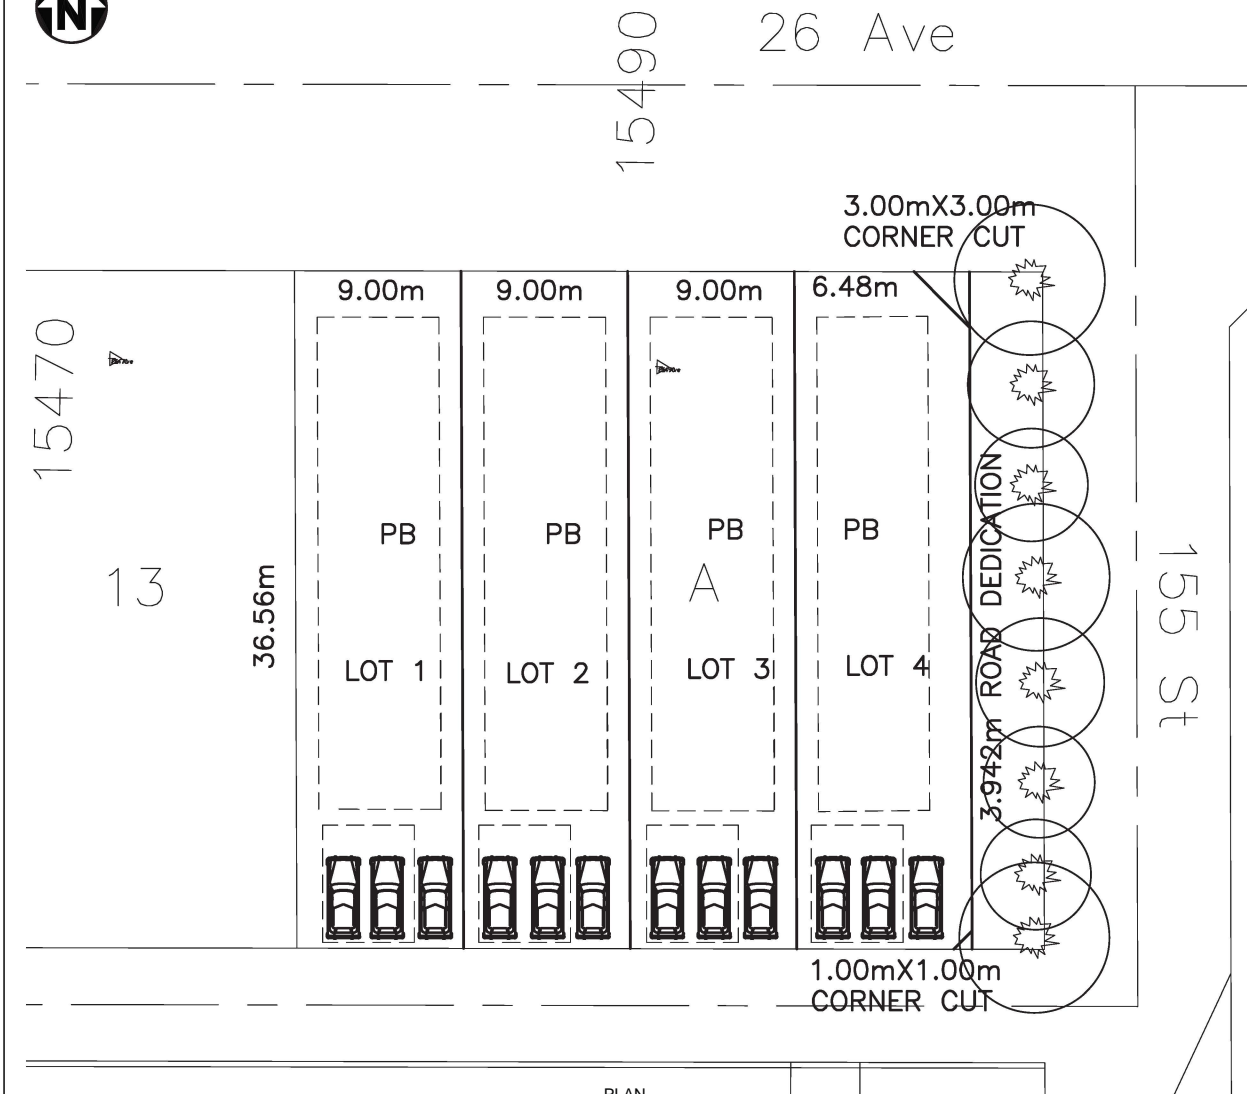 N
26 Ave
15490
3.00mX3.00m
CORNER CUT
9.00m
9.00m
9.00m
6.48m
15470
PB
PB
PB
PB
13
A
36.56m
LOT 1
LOT 2
LOT 3
LOT 4
3.942m ROAD DEDICATION
155 St
1.00mX1.00m
CORNER CUT
PLAN